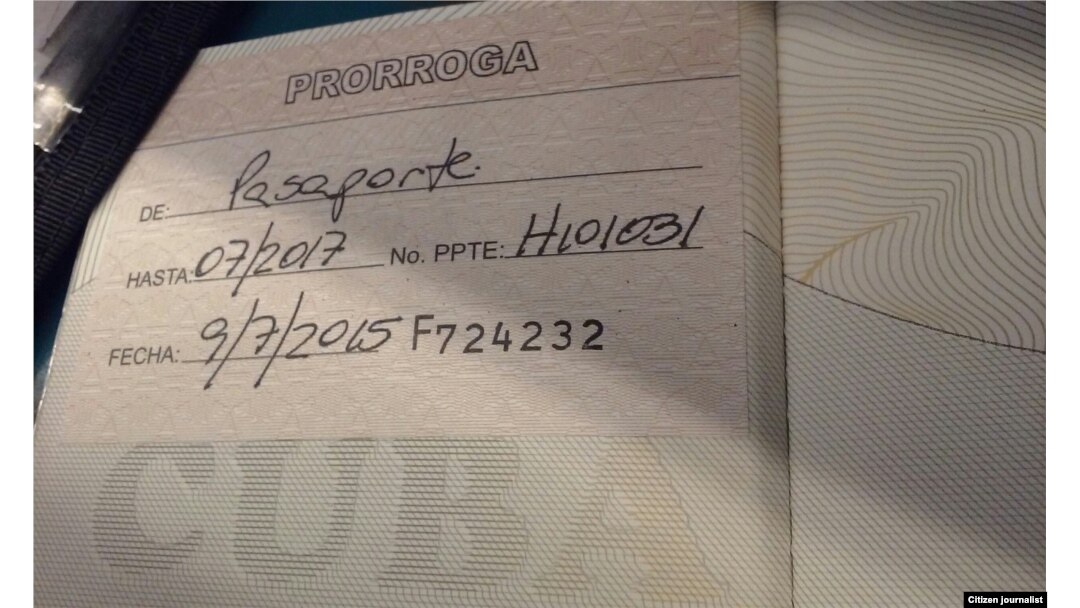 PRORROGA
DE: Pasaporte.
HASTA: 07/2017 No. PPTE: H101031
FECHA: 9/7/2015 F724232
CUBA
Citizen journalist